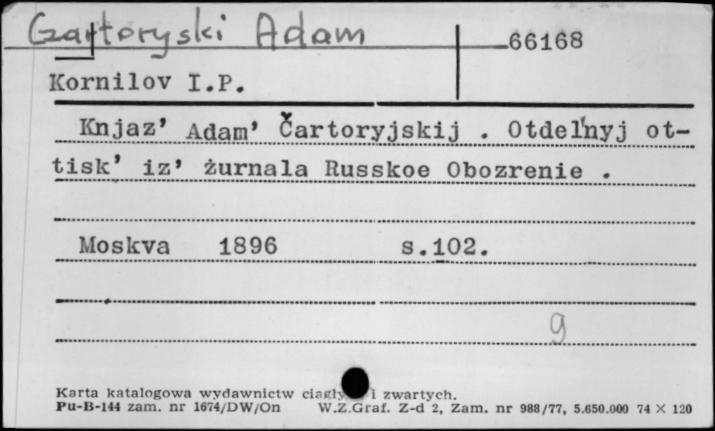 Czartoryski Adam
66168
Kornilov I.P.
Knjaz’ Adam’ Čartoryjskij . Otdel'nyj ot-
tisk’ iz’ żurnala Russkoe Obozrenie .
Moskva 1896 s.102.
9
Karta katalogowa wydawnictw i zwartych.
Pu-B-144 zam. nr 1674/DW/On W.Z.Graf. Z-d 2, Zam. nr 988/77, 5.650.000 74 × 120